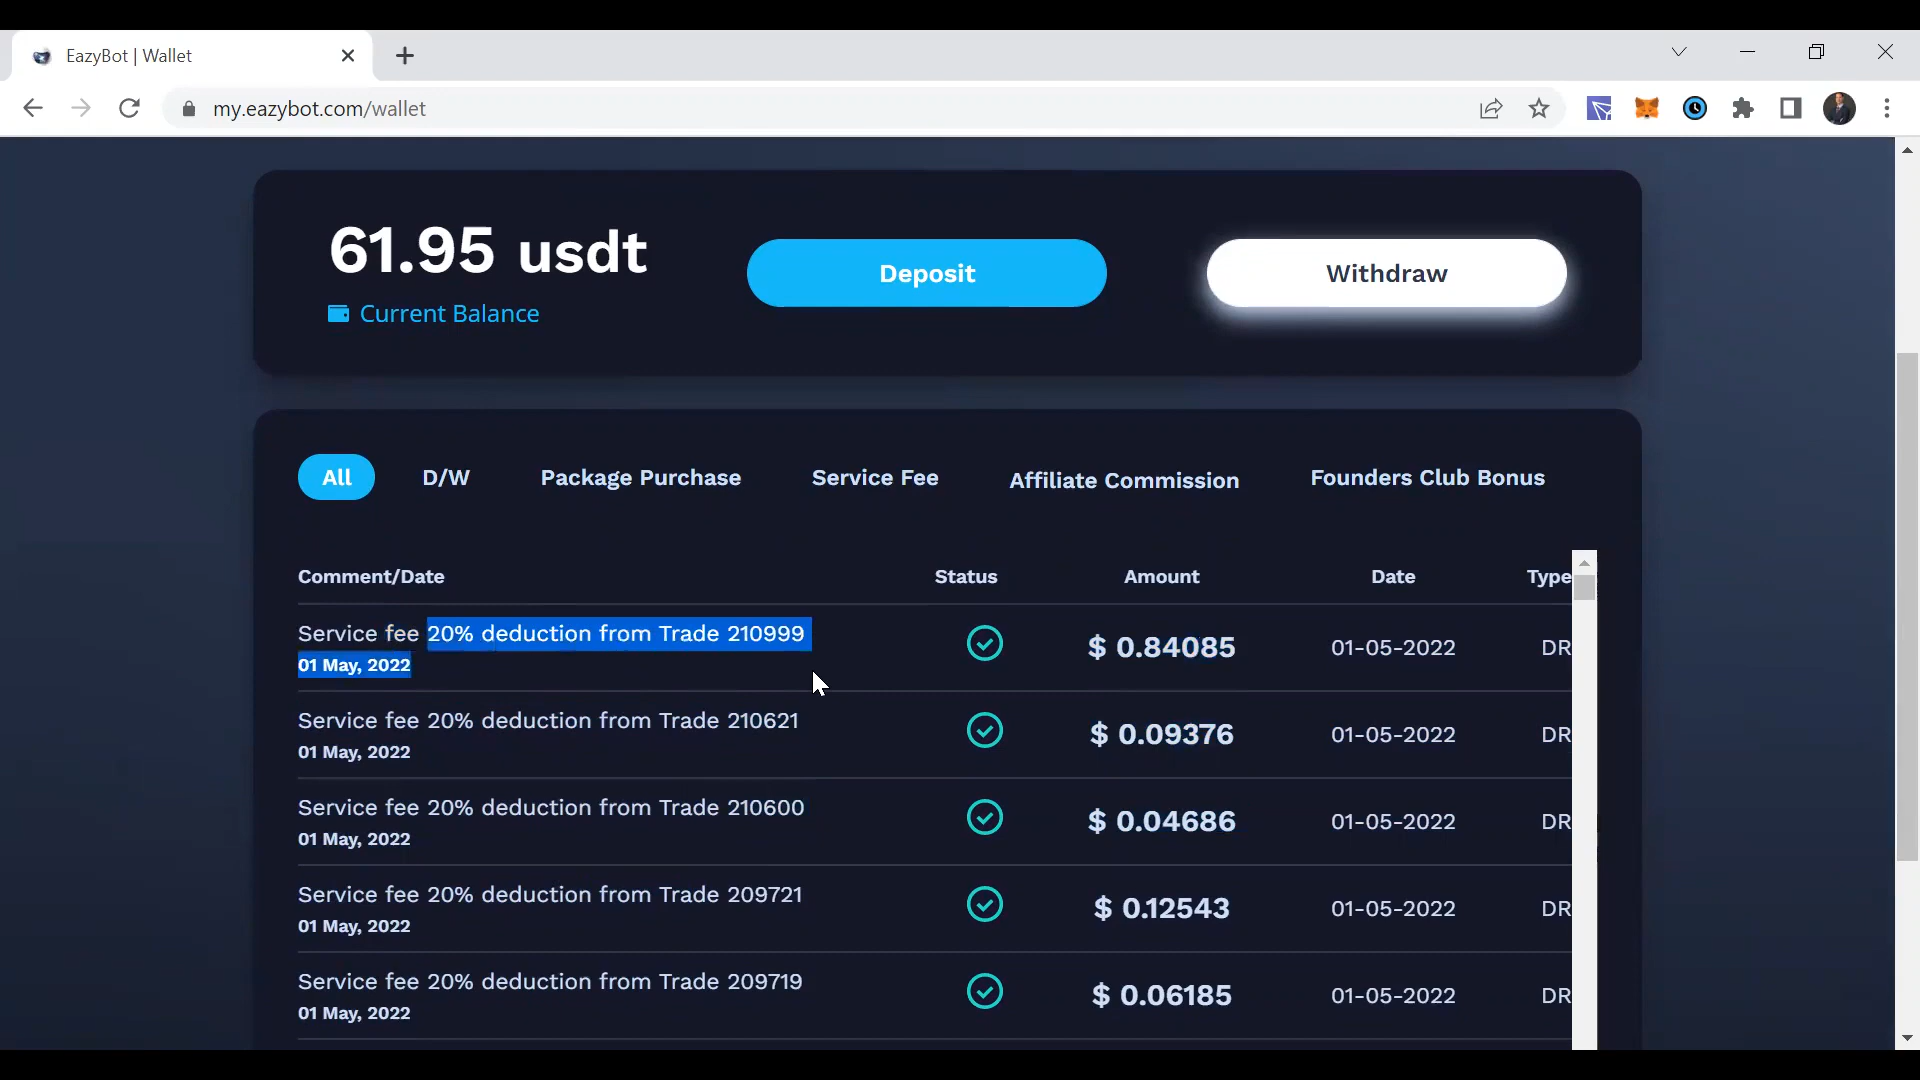 EazyBot | Wallet
my.eazybot.com/wallet
61.95 usdt
Deposit
Withdraw
Current Balance
All D/W Package Purchase Service Fee Affiliate Commission Founders Club Bonus
Comment/Date Status Amount Date Type
Service fee 20% deduction from Trade 210999
01 May, 2022
$ 0.84085 01-05-2022 DR
Service fee 20% deduction from Trade 210621
01 May, 2022
$ 0.09376 01-05-2022 DR
Service fee 20% deduction from Trade 210600
01 May, 2022
$ 0.04686 01-05-2022 DR
Service fee 20% deduction from Trade 209721
01 May, 2022
$ 0.12543 01-05-2022 DR
Service fee 20% deduction from Trade 209719
01 May, 2022
$ 0.06185 01-05-2022 DR